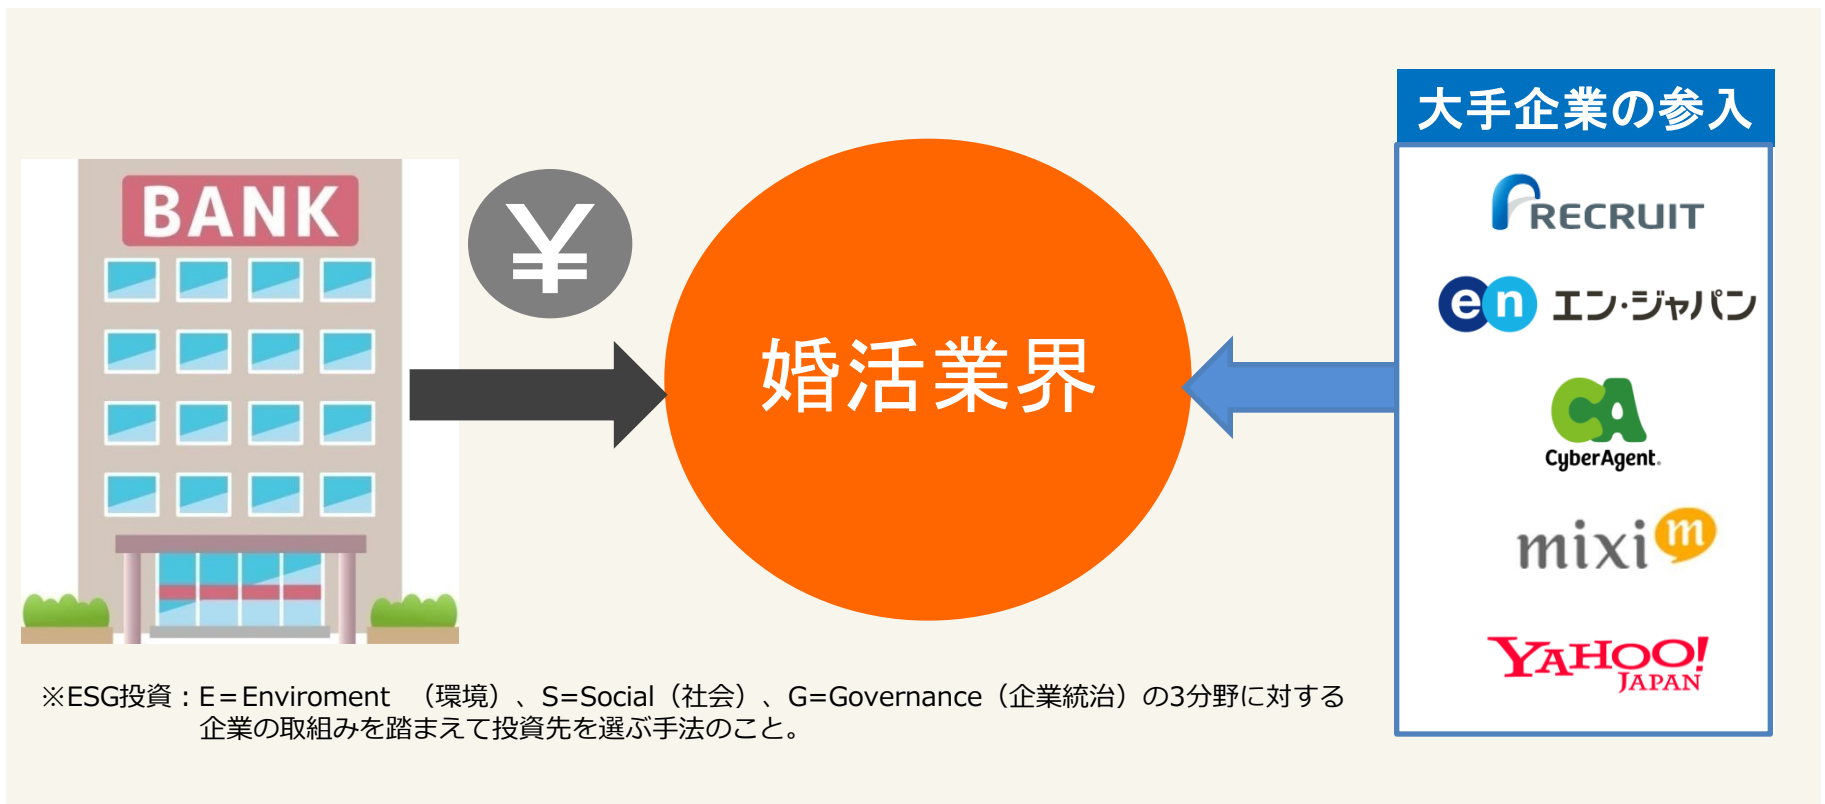 大手企業の参入
BANK
¥
RECRUIT
en エン・ジャパン
婚活業界
CA
CyberAgent.
mixi m
YAHOO!
JAPAN
※ESG投資：E＝Enviroment （環境）、S=Social（社会）、G=Governance（企業統治）の3分野に対する
企業の取組みを踏まえて投資先を選ぶ手法のこと。